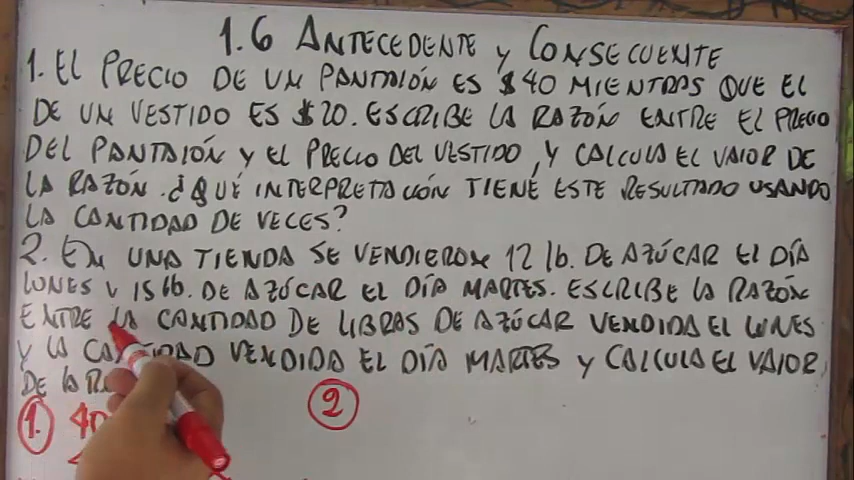 1.6 ANTECEDENTE y CONSECUENTE
1. EL PRECIO DE UN PANTALÓN ES $40 MIENTRAS QUE EL
DE UN VESTIDO ES $20. ESCRIBE LA RAZÓN ENTRE EL PRECIO
DEL PANTALÓN Y EL PRECIO DEL VESTIDO, Y CALCULA EL VALOR DE
LA RAZÓN. ¿QUÉ INTERPRETACIÓN TIENE ESTE RESULTADO USANDO
LA CANTIDAD DE VECES?
2. EN UNA TIENDA SE VENDIERON 12 lb. DE AZÚCAR EL DÍA
LUNES Y 15 lb. DE AZÚCAR EL DÍA MARTES. ESCRIBE LA RAZÓN
ENTRE LA CANTIDAD DE LIBRAS DE AZÚCAR VENDIDA EL LUNES
Y LA CANTIDAD VENDIDA EL DÍA MARTES Y CALCULA EL VALOR
DE LA
1. 40
2